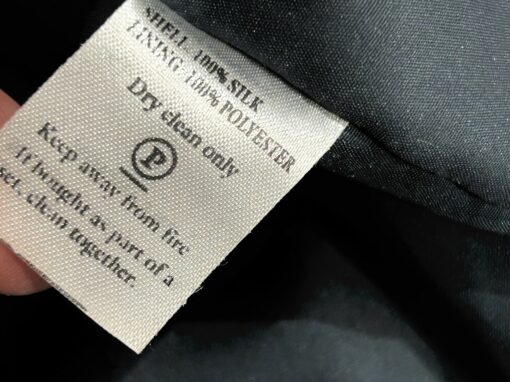 SHELL: 100% SILK
LINING: 100% POLYESTER
Dry clean only
P
Keep away from fire
If bought as part of a
set, clean together.